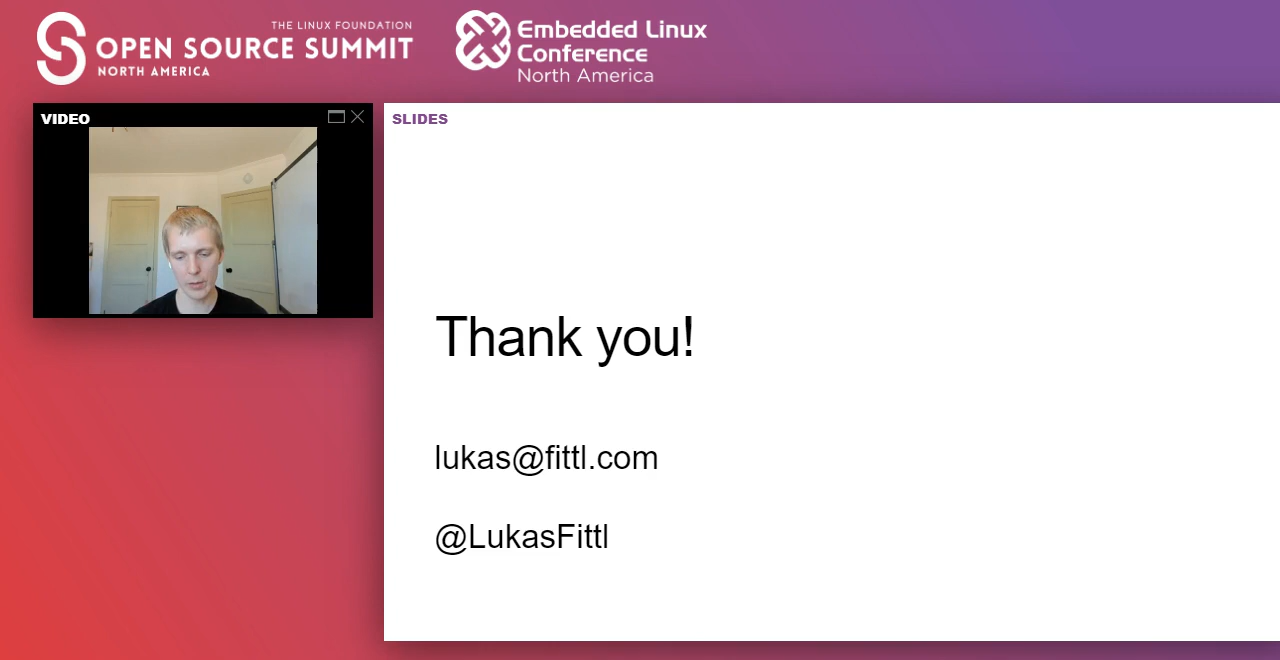 THE LINUX FOUNDATION
OPEN SOURCE SUMMIT
NORTH AMERICA
Embedded Linux
Conference
North America
VIDEO
SLIDES
Thank you!
lukas@fittl.com
@LukasFittl